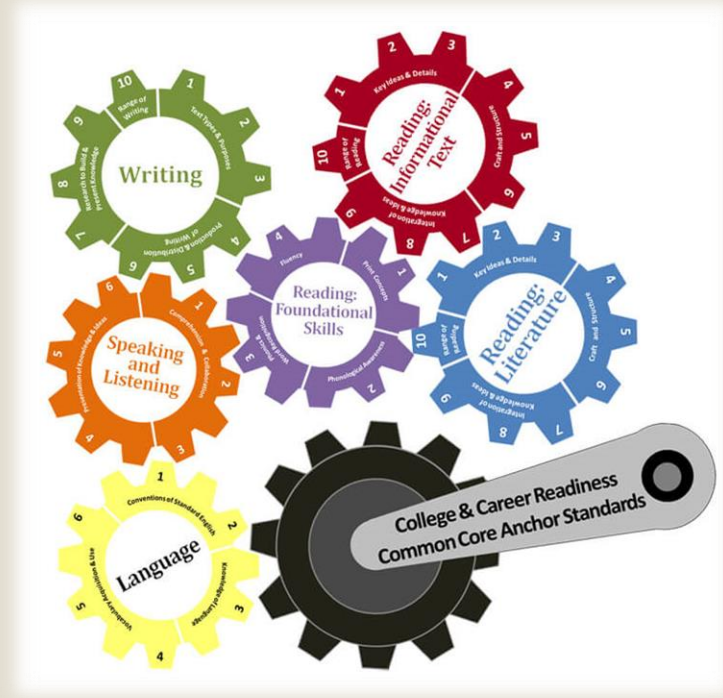 Writing
1
2
3
Text Types & Purposes
4
5
6
Production & Distribution
of Writing
7
8
9
Research to Build &
Present Knowledge
10
Range of
Writing
Reading:
Informational
Text
1
2
3
Key Ideas & Details
4
5
6
Craft and Structure
7
8
9
Integration of
Knowledge & Ideas
10
Range of
Reading
Reading:
Foundational
Skills
1
Print Concepts
2
Phonological Awareness
3
Phonics &
Word Recognition
4
Fluency
Reading:
Literature
1
2
3
Key Ideas & Details
4
5
6
Craft and Structure
7
8
9
Integration of
Knowledge & Ideas
10
Range of
Reading
Speaking
and
Listening
1
2
3
Comprehension & Collaboration
4
5
6
Presentation of Knowledge & Ideas
Language
1
2
Conventions of Standard English
3
Knowledge of Language
4
5
6
Vocabulary Acquisition & Use
College & Career Readiness
Common Core Anchor Standards